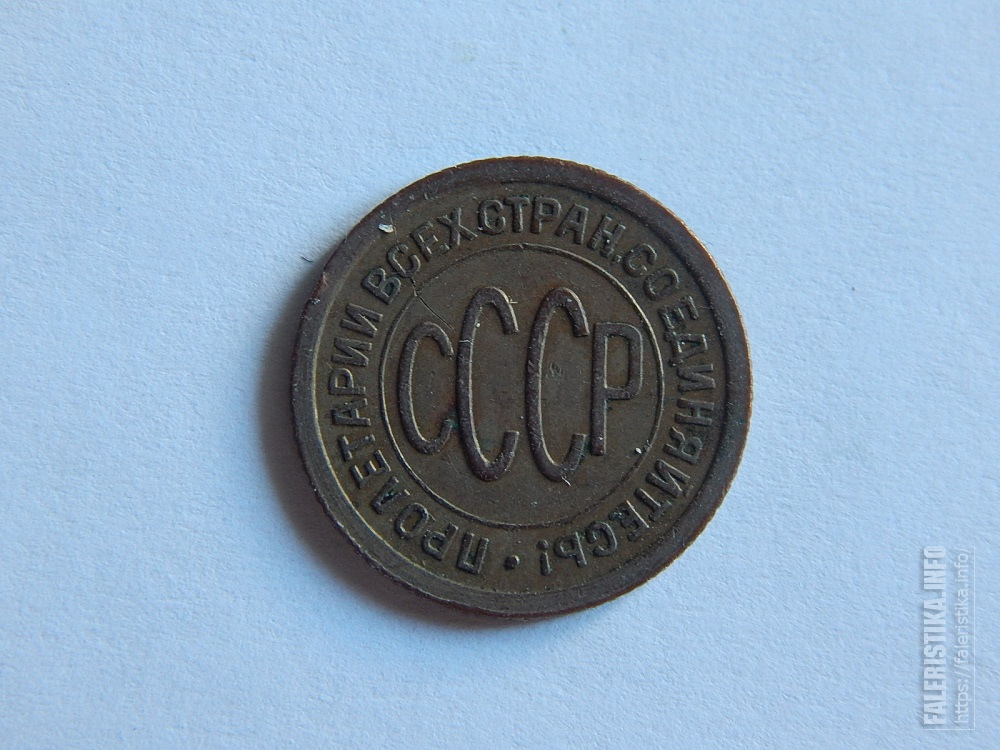 ПРОЛЕТАРИИ ВСЕХ СТРАН, СОЕДИНЯЙТЕСЬ!
СССР
FALERISTIKA.INFO
https://faleristika.info/